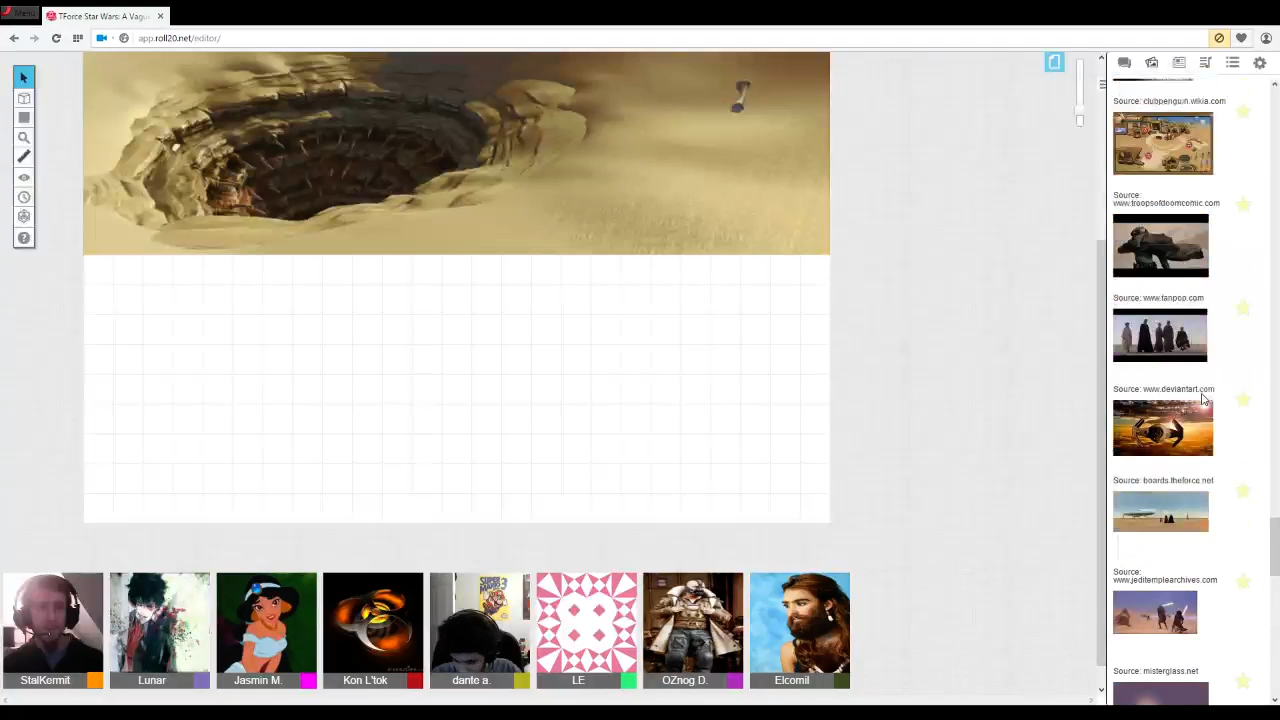 Menu
TForce Star Wars: A Vagu
app.roll20.net/editor/
Source: clubpenguin.wikia.com
Source:
www.troopsofdoomcomic.com
Source: www.fanpop.com
Source: www.deviantart.com
Source: boards.theforce.net
Source:
www.jeditemplearchives.com
Source: misterglass.net
StalKermit
Lunar
Jasmin M.
Kon L'tok
dante a.
LE
OZnog D.
Elcomil